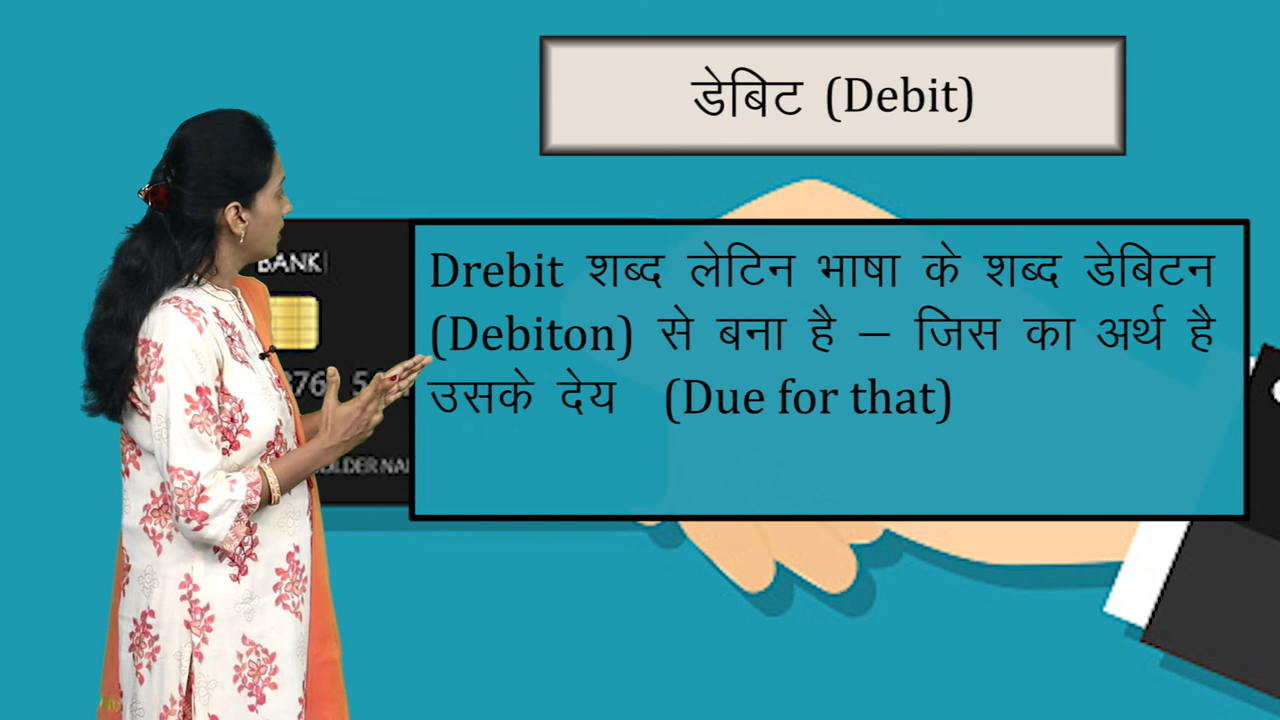 डेबिट (Debit)
BANK
Drebit शब्द लेटिन भाषा के शब्द डेबिटन
(Debiton) से बना है – जिस का अर्थ है
उसके देय (Due for that)